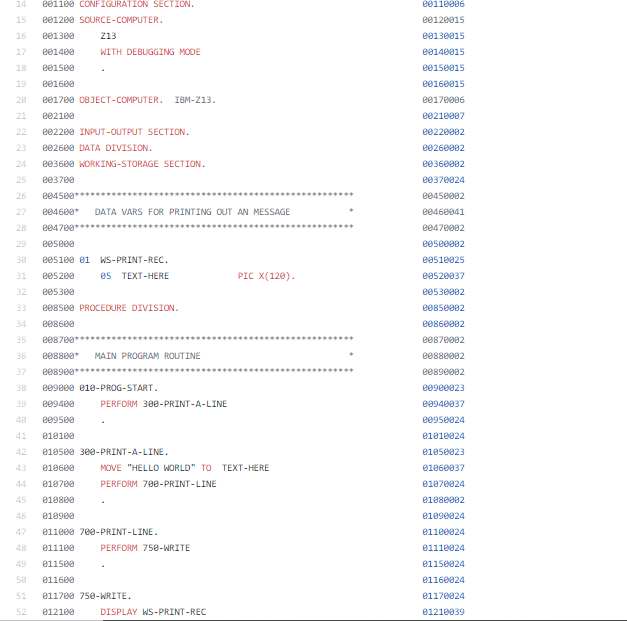 14 001100 CONFIGURATION SECTION. 00110006
15 001200 SOURCE-COMPUTER. 00120015
16 001300     Z13 00130015
17 001400     WITH DEBUGGING MODE 00140015
18 001500     . 00150015
19 001600 00160015
20 001700 OBJECT-COMPUTER.  IBM-Z13. 00170006
21 002100 00210007
22 002200 INPUT-OUTPUT SECTION. 00220002
23 002600 DATA DIVISION. 00260002
24 003600 WORKING-STORAGE SECTION. 00360002
25 003700 00370024
26 004500***************************************************** 00450002
27 004600*   DATA VARS FOR PRINTING OUT AN MESSAGE           * 00460041
28 004700***************************************************** 00470002
29 005000 00500002
30 005100 01  WS-PRINT-REC. 00510025
31 005200     05  TEXT-HERE             PIC X(120). 00520037
32 005300 00530002
33 008500 PROCEDURE DIVISION. 00850002
34 008600 00860002
35 008700***************************************************** 00870002
36 008800*   MAIN PROGRAM ROUTINE                            * 00880002
37 008900***************************************************** 00890002
38 009000 010-PROG-START. 00900023
39 009400     PERFORM 300-PRINT-A-LINE 00940037
40 009500     . 00950024
41 010100 01010024
42 010500 300-PRINT-A-LINE. 01050023
43 010600     MOVE "HELLO WORLD" TO  TEXT-HERE 01060037
44 010700     PERFORM 700-PRINT-LINE 01070024
45 010800     . 01080002
46 010900 01090024
47 011000 700-PRINT-LINE. 01100024
48 011100     PERFORM 750-WRITE 01110024
49 011500     . 01150024
50 011600 01160024
51 011700 750-WRITE. 01170024
52 012100     DISPLAY WS-PRINT-REC 01210039